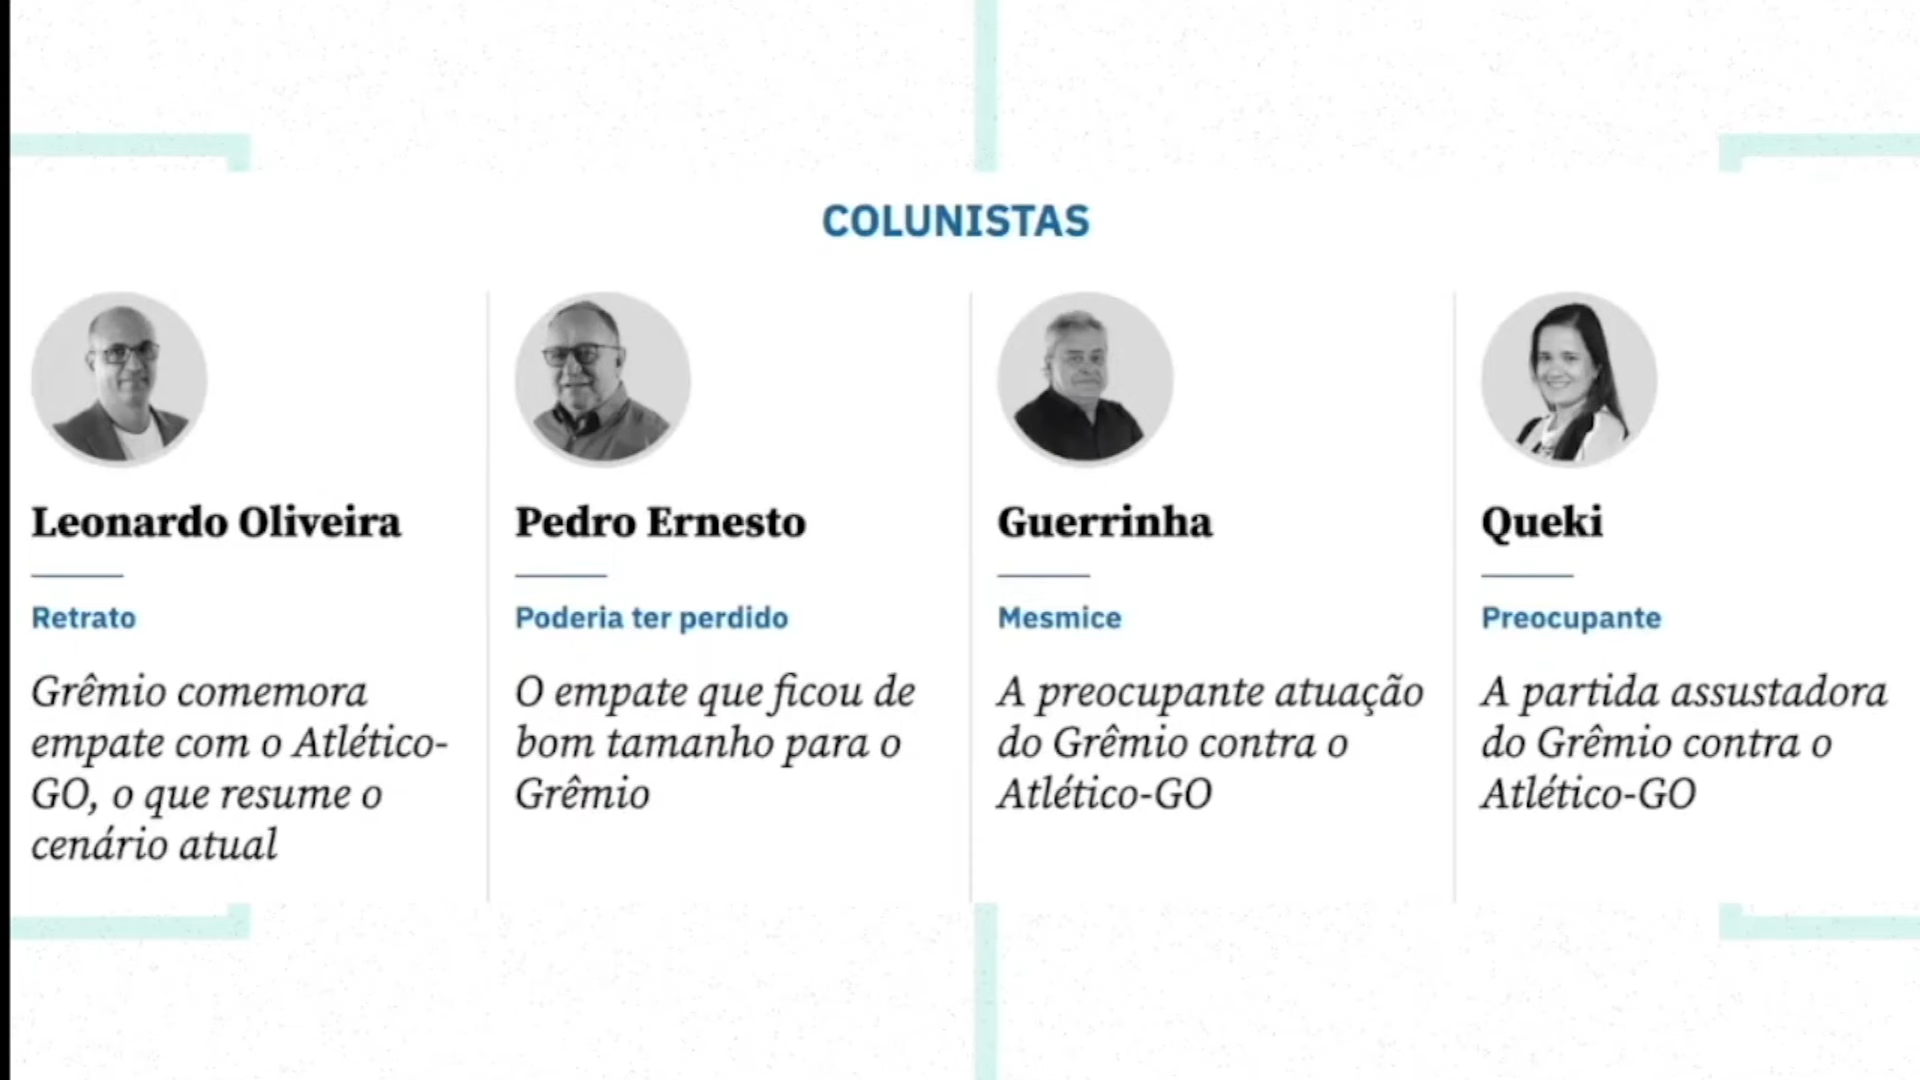 COLUNISTAS
Leonardo Oliveira
Retrato
Grêmio comemora
empate com o Atlético-
GO, o que resume o
cenário atual
Pedro Ernesto
Poderia ter perdido
O empate que ficou de
bom tamanho para o
Grêmio
Guerrinha
Mesmice
A preocupante atuação
do Grêmio contra o
Atlético-GO
Queki
Preocupante
A partida assustadora
do Grêmio contra o
Atlético-GO